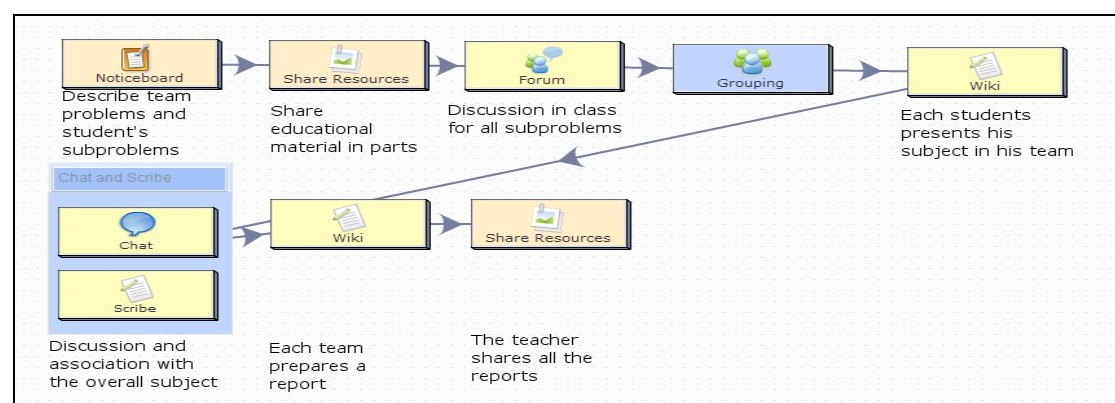 Noticeboard
Share Resources
Forum
Grouping
Wiki
Describe team
problems and
student's
subproblems
Share
educational
material in parts
Discussion in class
for all subproblems
Each students
presents his
subject in his team
Chat and Scribe
Chat
Scribe
Wiki
Share Resources
Discussion and
association with
the overall subject
Each team
prepares a
report
The teacher
shares all the
reports